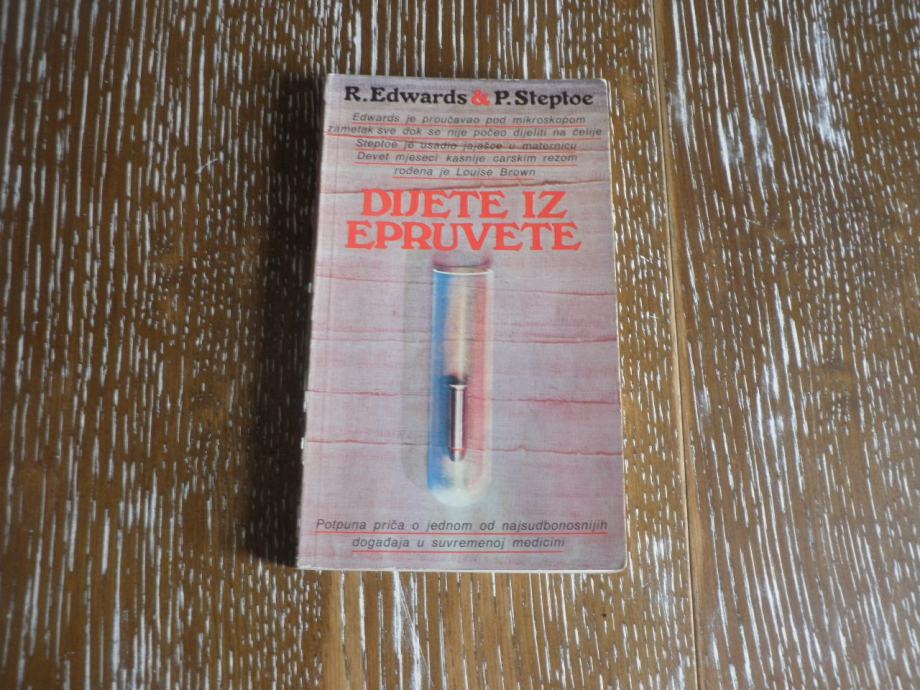 R. Edwards & P. Steptoe
Edwards je proučavao pod mikroskopom
zametak sve dok se nije počeo dijeliti na ćelije
Steptoe je usadio jajašce u maternicu
Devet mjeseci kasnije carskim rezom
rođena je Louise Brown
DIJETE IZ
EPRUVETE
Potpuna priča o jednom od najsudbonosnijih
događaja u suvremenoj medicini